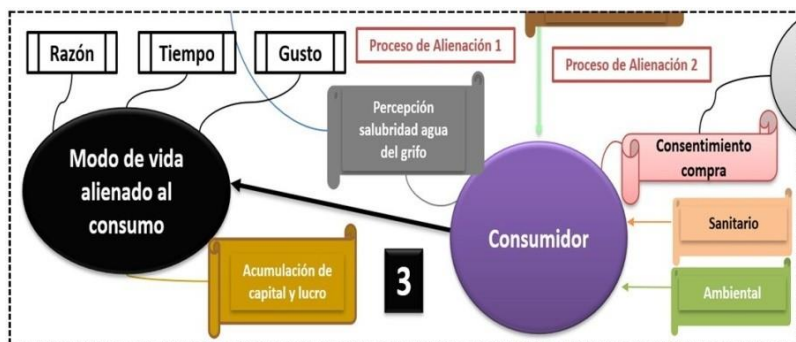 Razón
Tiempo
Gusto
Proceso de Alienación 1
Proceso de Alienación 2
Percepción
salubridad agua
del grifo
Modo de vida
alienado al
consumo
Consentimiento
compra
Consumidor
Sanitario
Acumulación de
capital y lucro
3
Ambiental